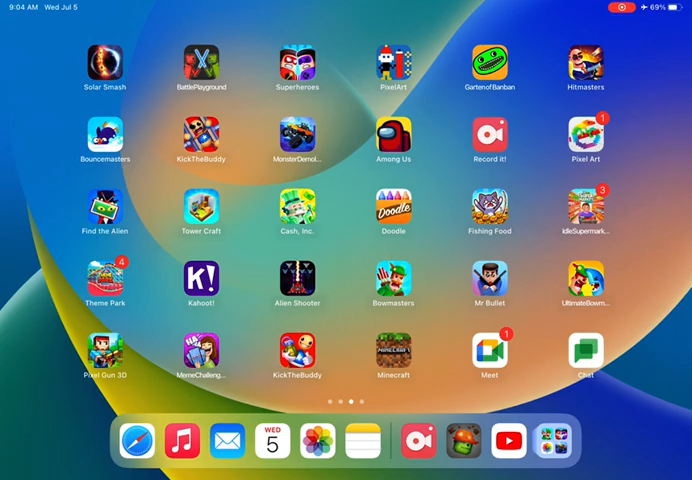 9:04 AM Wed Jul 5
69%
Solar Smash
BattlePlayground
Superheroes
PixelArt
GartenofBanban
Hitmasters
Bouncemasters
KickTheBuddy
MonsterDemol...
Among Us
Record it!
1
Pixel Art
Find the Alien
Tower Craft
Cash, Inc.
Doodle
Doodle
Fishing Food
3
IdleSupermark...
4
Theme Park
K!
Kahoot!
Alien Shooter
Bowmasters
Mr Bullet
UltimateBowm...
Pixel Gun 3D
MemeChalleng...
KickTheBuddy
MINECRAFT
Minecraft
1
Meet
Chat
WED
5